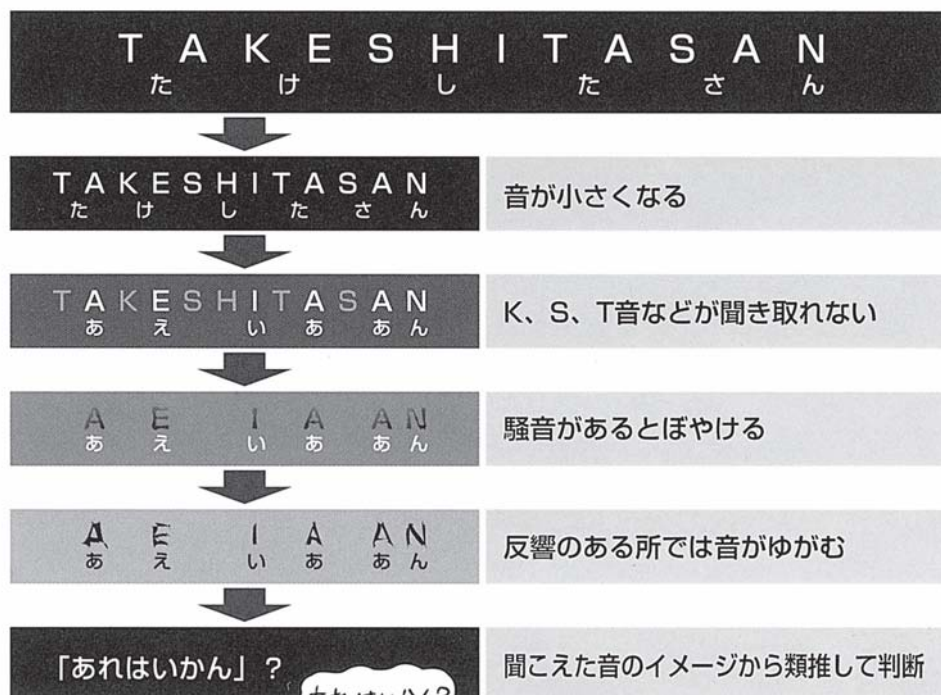 TAKESHITASAN
たけしたさん
TAKESHITASAN
たけしたさん
音が小さくなる
TAKESHITASAN
あえいああん
K、S、T音などが聞き取れない
AEIAAN
あえいああん
騒音があるとぼやける
AEIAAN
あえいああん
反響のある所では音がゆがむ
「あれはいかん」?
聞こえた音のイメージから類推して判断